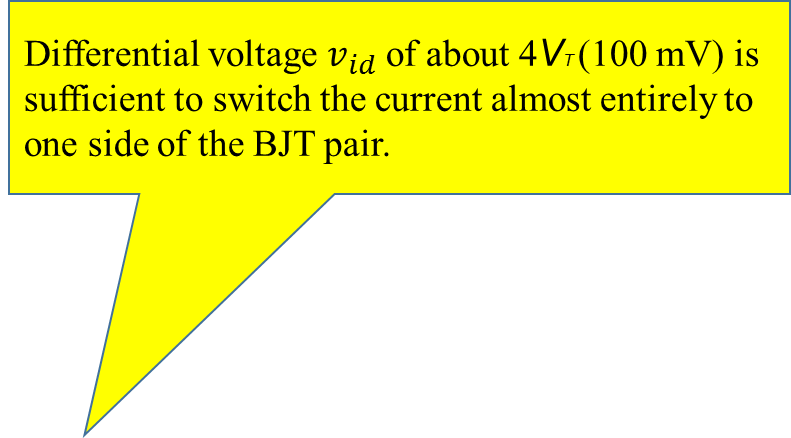 Differential voltage 𝑣𝑖𝑑 of about 4VT(100 mV) is
sufficient to switch the current almost entirely to
one side of the BJT pair.